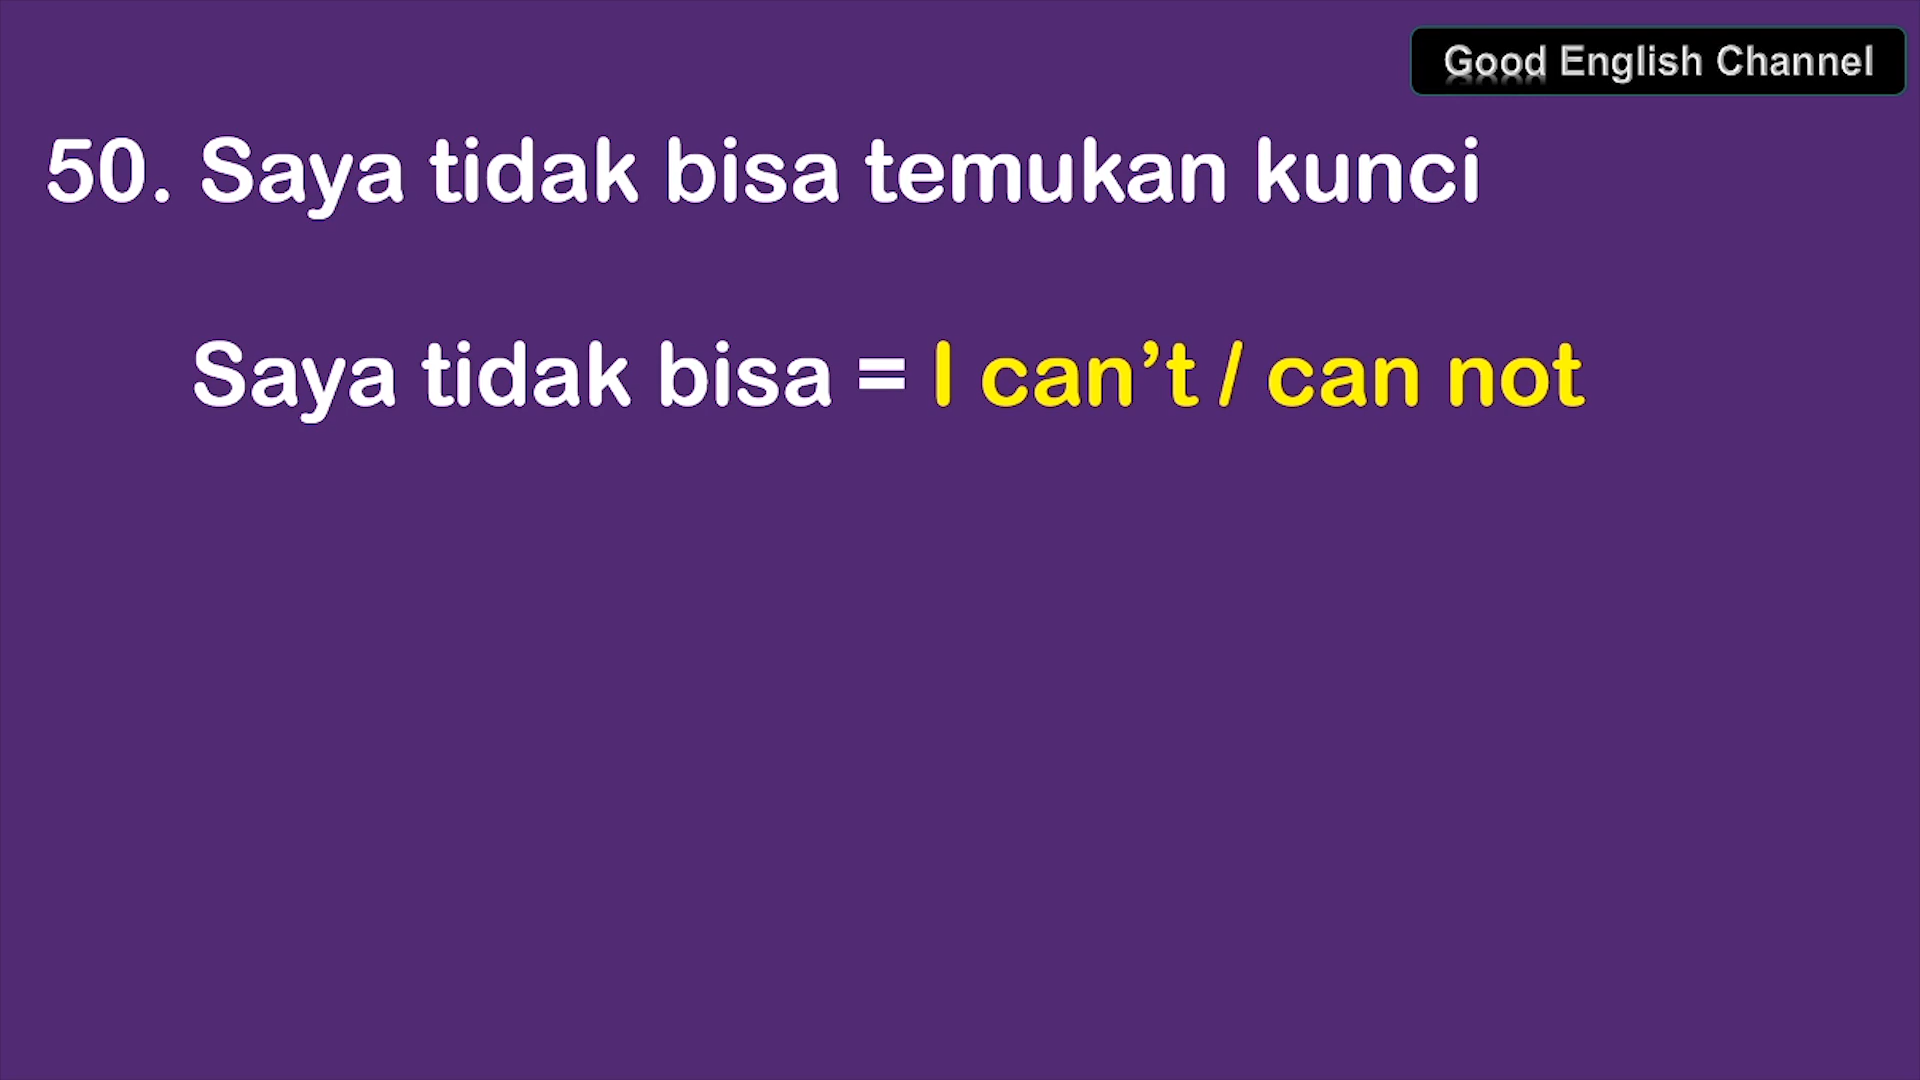 Good English Channel
50. Saya tidak bisa temukan kunci
Saya tidak bisa = I can’t / can not